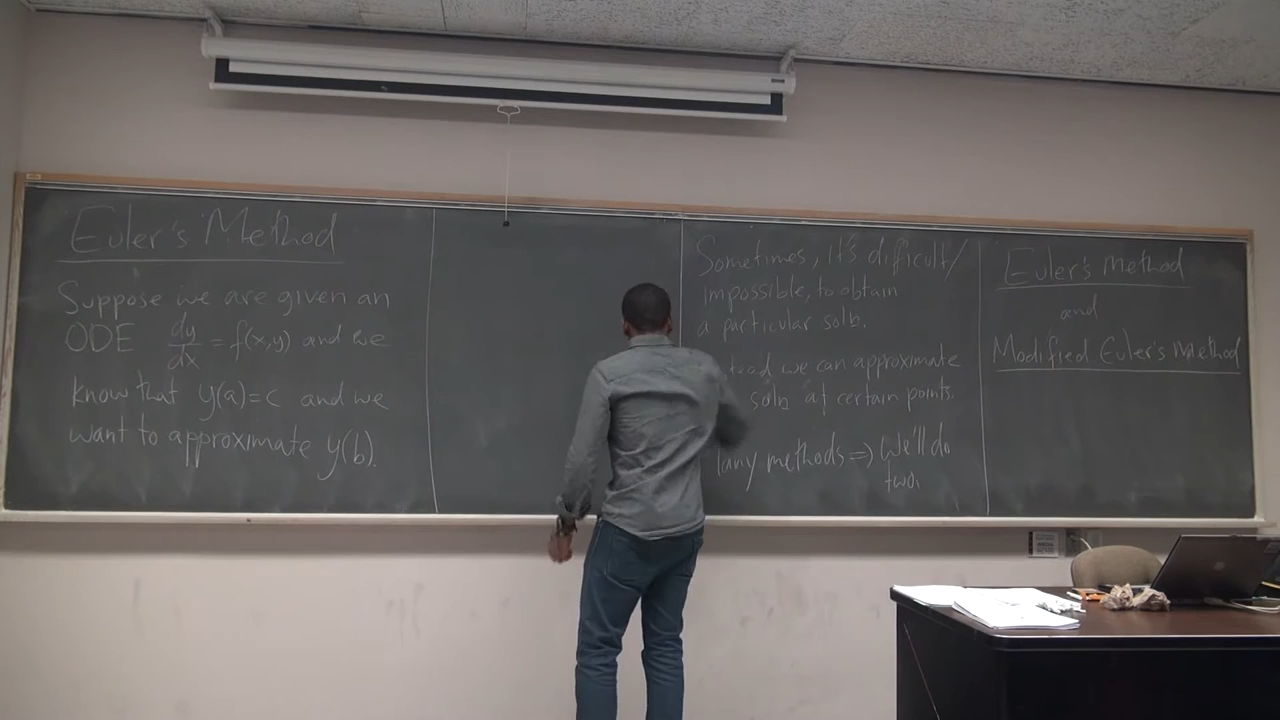 Euler's Method
Suppose we are given an
ODE dy/dx = f(x,y) and we
know that y(a)=c and we
want to approximate y(b).
Sometimes, it's difficult/
impossible, to obtain
a particular soln.
we can approximate
soln at certain points.
methods => We'll do
two.
Euler's Method
and
Modified Euler's Method